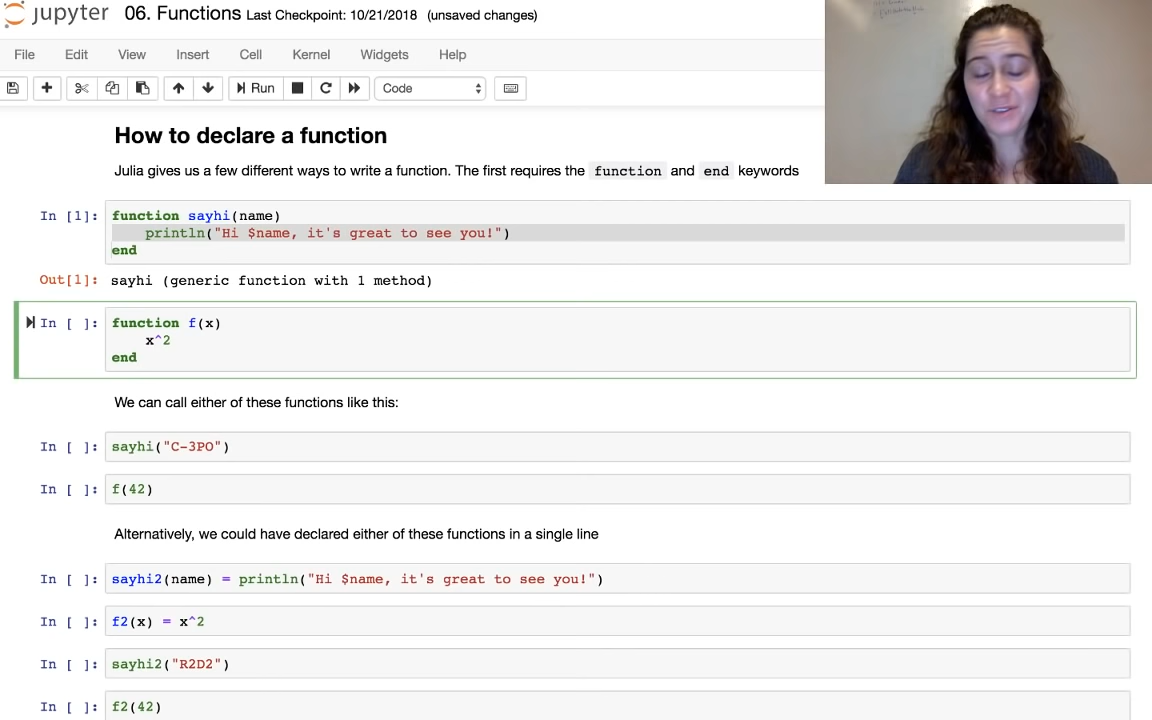 jupyter 06. Functions Last Checkpoint: 10/21/2018 (unsaved changes)
File Edit View Insert Cell Kernel Widgets Help
Run Code
How to declare a function
Julia gives us a few different ways to write a function. The first requires the function and end keywords
In [1]: function sayhi(name)
println("Hi $name, it's great to see you!")
end
Out[1]: sayhi (generic function with 1 method)
In [ ]: function f(x)
x^2
end
We can call either of these functions like this:
In [ ]: sayhi("C-3PO")
In [ ]: f(42)
Alternatively, we could have declared either of these functions in a single line
In [ ]: sayhi2(name) = println("Hi $name, it's great to see you!")
In [ ]: f2(x) = x^2
In [ ]: sayhi2("R2D2")
In [ ]: f2(42)